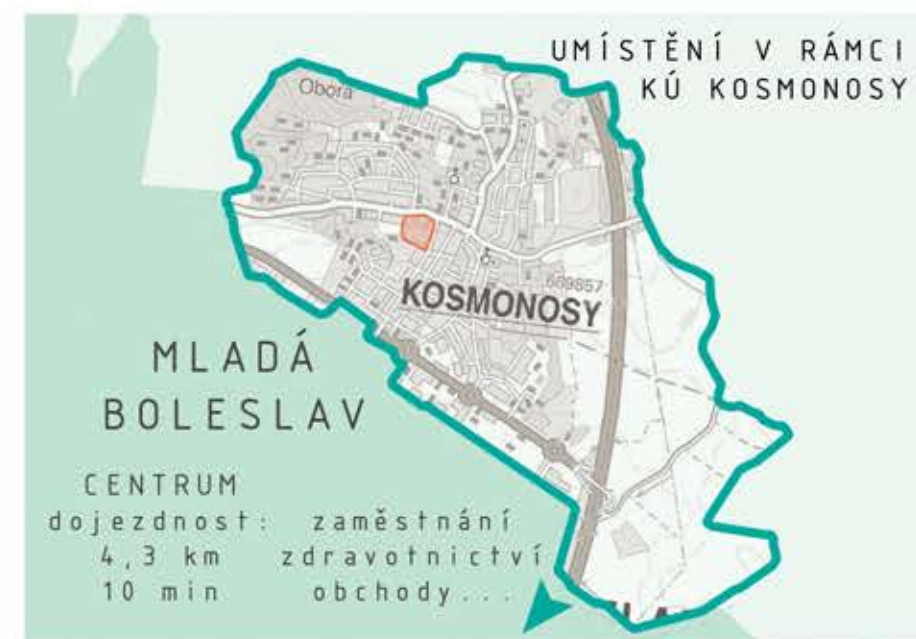 UMÍSTĚNÍ V RÁMCI
KÚ KOSMONOSY
Obora
669857
KOSMONOSY
MLADÁ
BOLESLAV
CENTRUM
dojezdnost: zaměstnání
4,3 km zdravotnictví
10 min obchody...